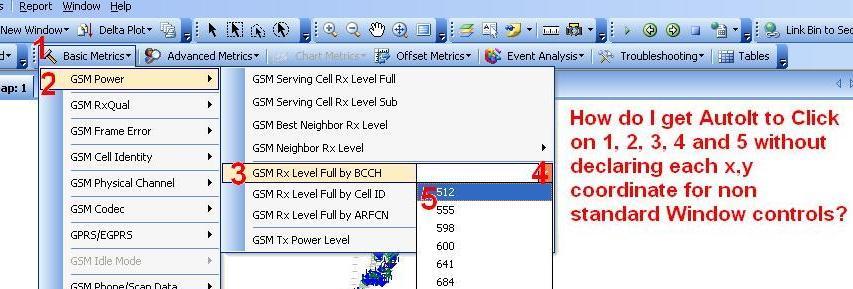 s Report Window Help
New Window Delta Plot
Link Bin to Sec
1 Basic Metrics Advanced Metrics Chart Metrics Offset Metrics Event Analysis Troubleshooting Tables
ap: 1
2 GSM Power
GSM RxQual
GSM Frame Error
GSM Cell Identity
GSM Physical Channel
GSM Codec
GPRS/EGPRS
GSM Idle Mode
GSM Phone/Scan Data
GSM Serving Cell Rx Level Full
GSM Serving Cell Rx Level Sub
GSM Best Neighbor Rx Level
GSM Neighbor Rx Level
3 GSM Rx Level Full by BCCH 4
GSM Rx Level Full by Cell ID
GSM Rx Level Full by ARFCN
GSM Tx Power Level
5 512
555
598
600
641
684
How do I get AutoIt to Click
on 1, 2, 3, 4 and 5 without
declaring each x,y
coordinate for non
standard Window controls?